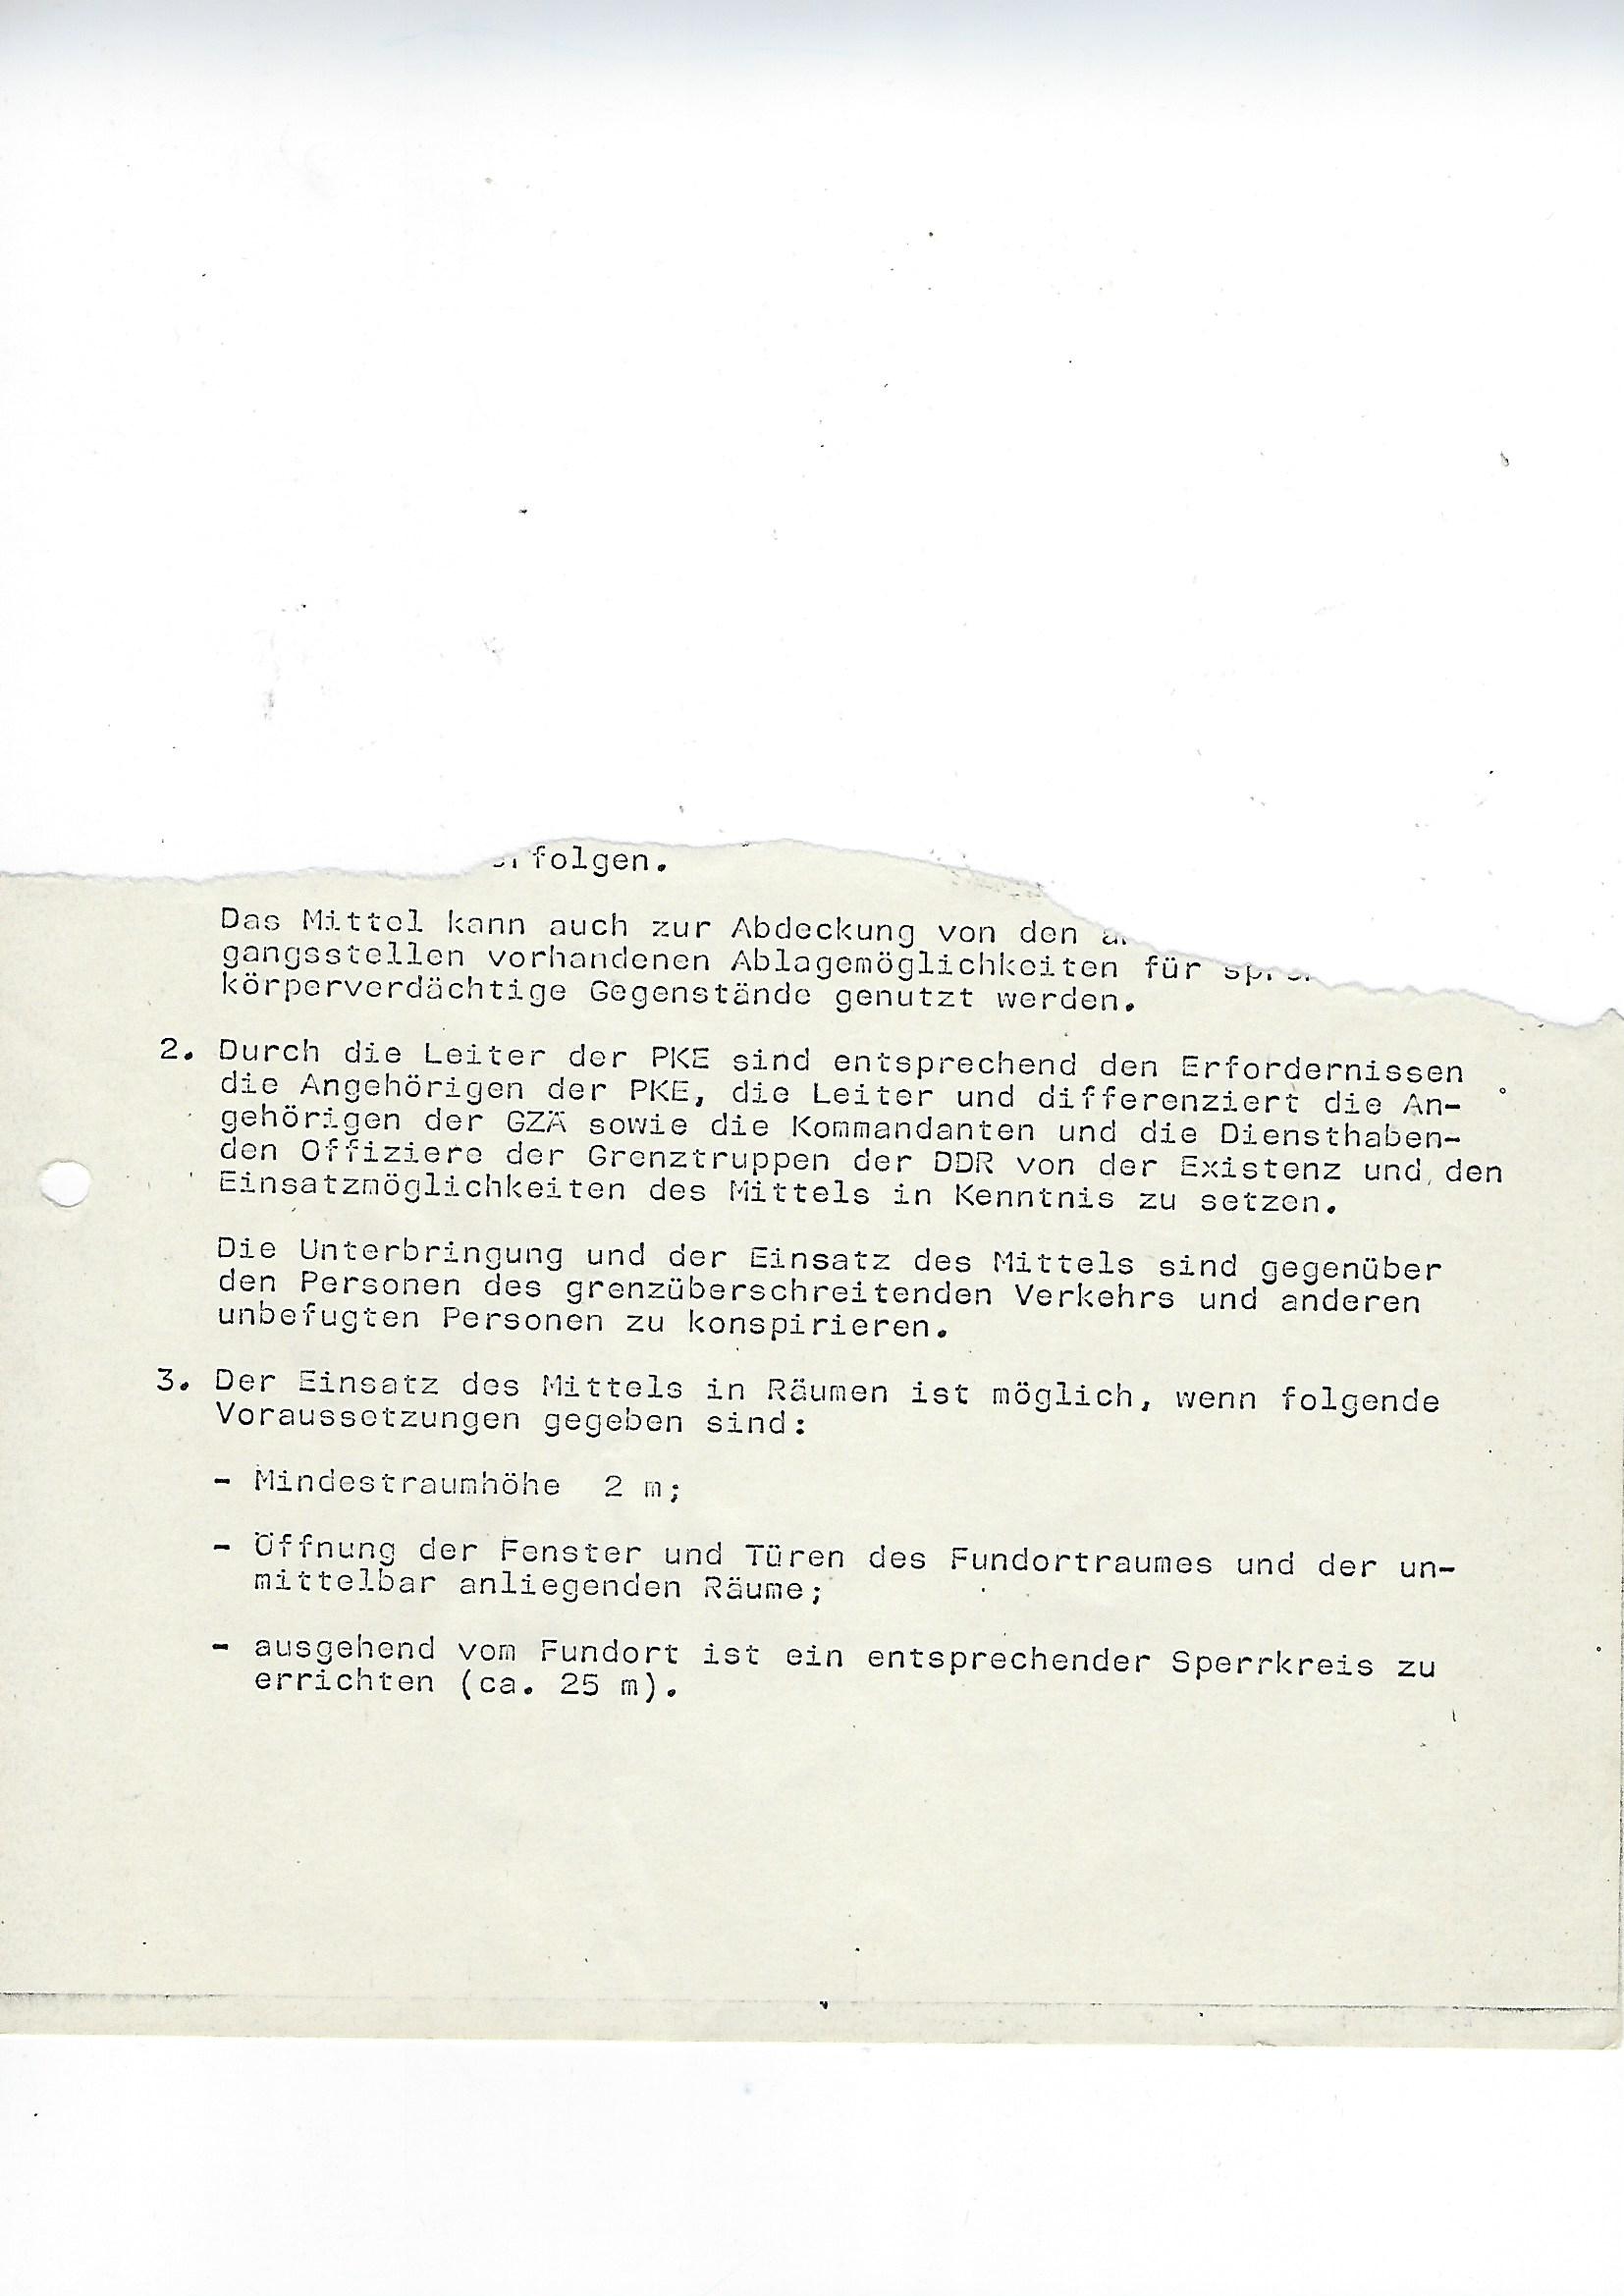 erfolgen.
Das Mittel kann auch zur Abdeckung von den
gangsstellen vorhandenen Ablagemöglichkeiten für
körperverdächtige Gegenstände genutzt werden.
2. Durch die Leiter der PKE sind entsprechend den Erfordernissen
die Angehörigen der PKE, die Leiter und differenziert die An-
gehörigen der GZÄ sowie die Kommandanten und die Diensthaben-
den Offiziere der Grenztruppen der DDR von der Existenz und den
Einsatzmöglichkeiten des Mittels in Kenntnis zu setzen.
Die Unterbringung und der Einsatz des Mittels sind gegenüber
den Personen des grenzüberschreitenden Verkehrs und anderen
unbefugten Personen zu konspirieren.
3. Der Einsatz des Mittels in Räumen ist möglich, wenn folgende
Voraussetzungen gegeben sind:
- Mindestraumhöhe 2 m;
- Öffnung der Fenster und Türen des Fundortraumes und der un-
mittelbar anliegenden Räume;
- ausgehend vom Fundort ist ein entsprechender Sperrkreis zu
errichten (ca. 25 m).